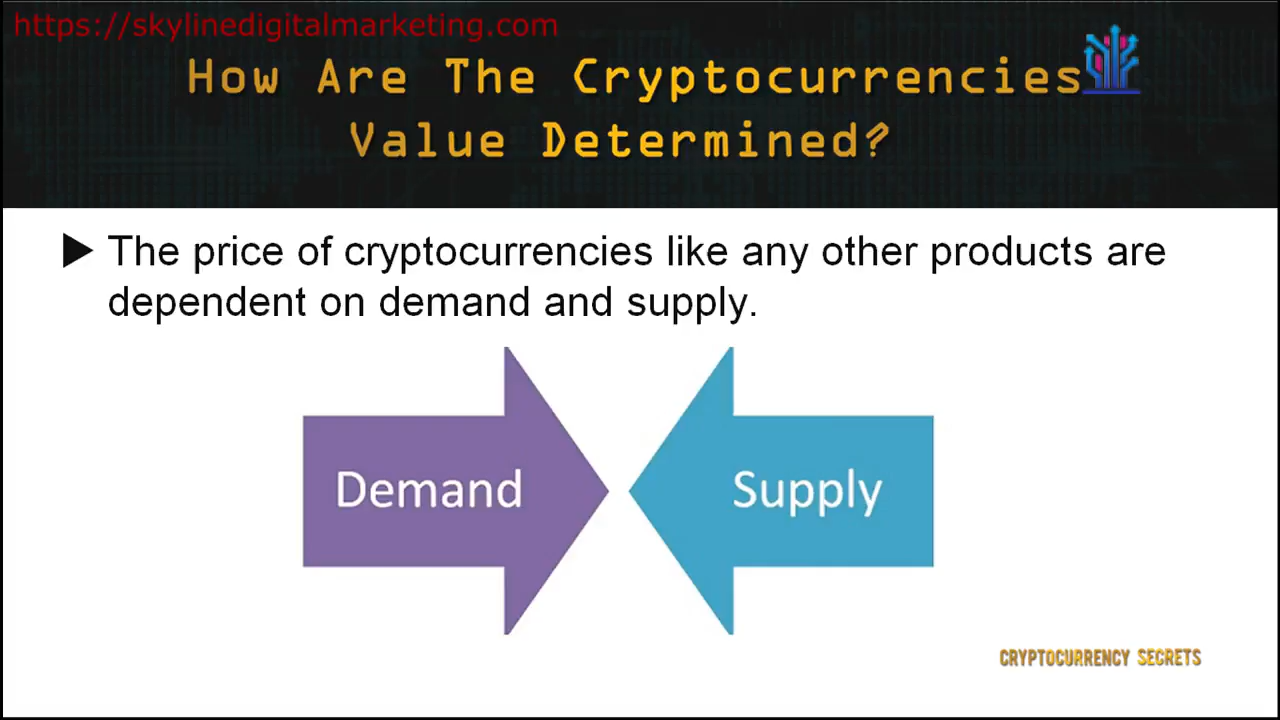 https://skylinedigitalmarketing.com
How Are The Cryptocurrencies
Value Determined?
The price of cryptocurrencies like any other products are
dependent on demand and supply.
Demand
Supply
CRYPTOCURRENCY SECRETS